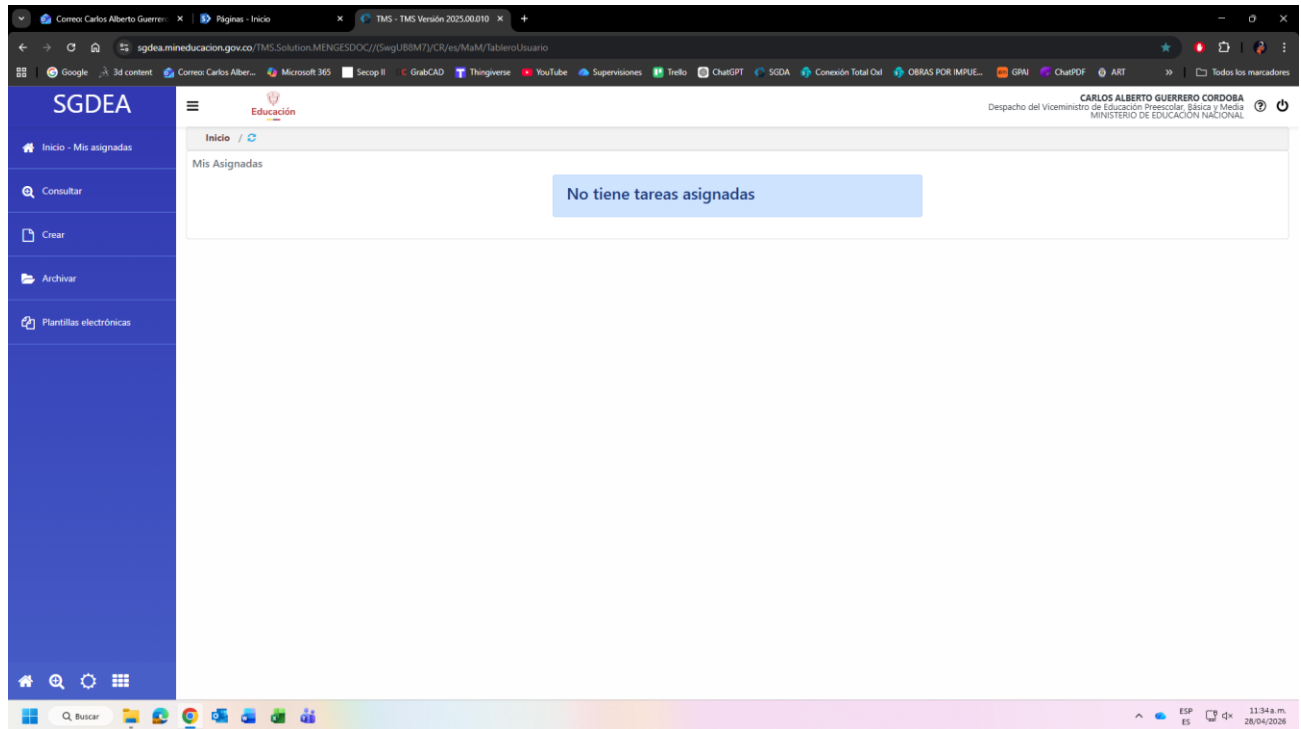 Correo: Carlos Alberto Guerrero
Páginas - Inicio
TMS - TMS Versión 2025.00.010
sgdea.mineducacion.gov.co/TMS.Solution.MENGESDOC//(SwgUB8M7)/CR/es/MaM/TableroUsuario
Google 3d content Correo: Carlos Alber... Microsoft 365 Secop II GrabCAD Thingiverse YouTube Supervisiones Trello ChatGPT SGDA Conexión Total Oxl OBRAS POR IMPUE... GPAI ChatPDF ART » Todos los marcadores
SGDEA
Educación
CARLOS ALBERTO GUERRERO CORDOBA
Despacho del Viceministro de Educación Preescolar, Básica y Media
MINISTERIO DE EDUCACIÓN NACIONAL
Inicio /
Inicio - Mis asignadas
Mis Asignadas
No tiene tareas asignadas
Consultar
Crear
Archivar
Plantillas electrónicas
Buscar
ESP
ES
11:34 a.m.
28/04/2026